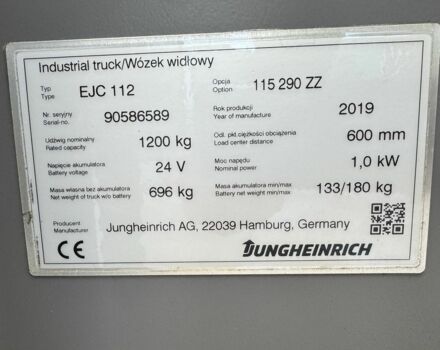 Industrial truck/Wózek widłowy
Typ
Type EJC 112
Opcja
Option 115 290 ZZ
Nr. seryjny
Serial-no. 90586589
Rok produkcji
Year of manufacture 2019
Udźwig nominalny
Rated capacity 1200 kg
Odl. pkt.ciężkości obciążenia
Load center distance 600 mm
Napięcie akumulatora
Battery voltage 24 V
Moc napędu
Nominal power 1,0 kW
Masa własna bez akumulatora
Net weight of truck w/o battery 696 kg
Masa akumulatora min/max
Battery net weight min/max 133/180 kg
Producent
Manufacturer Jungheinrich AG, 22039 Hamburg, Germany
CE JUNGHEINRICH